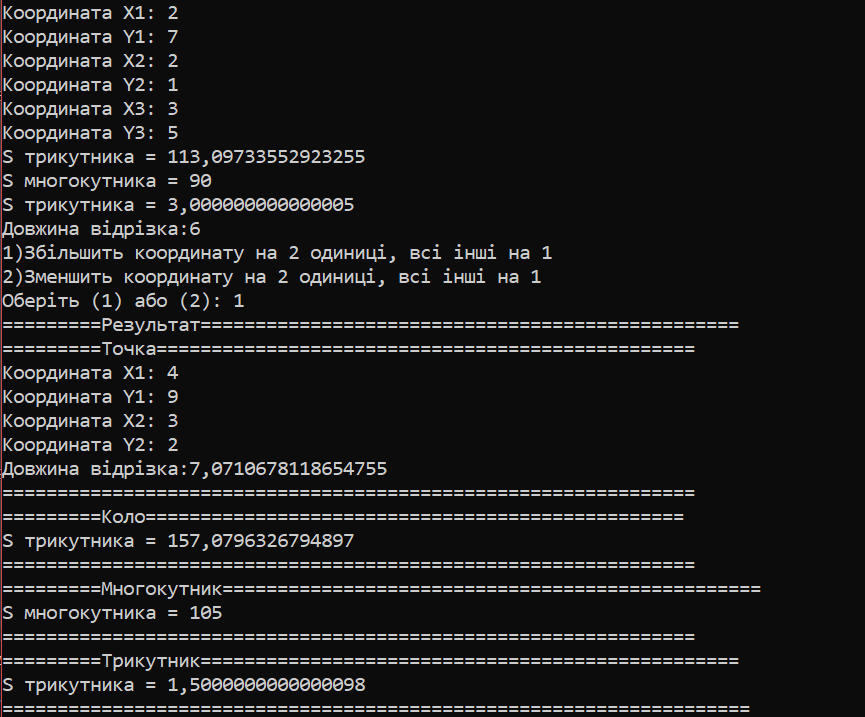 Координата X1: 2
Координата Y1: 7
Координата X2: 2
Координата Y2: 1
Координата X3: 3
Координата Y3: 5
S трикутника = 113,09733552923255
S многокутника = 90
S трикутника = 3,000000000000005
Довжина відрізка:6
1)Збільшить координату на 2 одиниці, всі інші на 1
2)Зменшить координату на 2 одиниці, всі інші на 1
Оберіть (1) або (2): 1
=========Результат=================================================
=========Точка=================================================
Координата X1: 4
Координата Y1: 9
Координата X2: 3
Координата Y2: 2
Довжина відрізка:7,0710678118654755
===============================================================
=========Коло=================================================
S трикутника = 157,0796326794897
===============================================================
=========Многокутник=================================================
S многокутника = 105
===============================================================
=========Трикутник=================================================
S трикутника = 1,5000000000000098
====================================================================